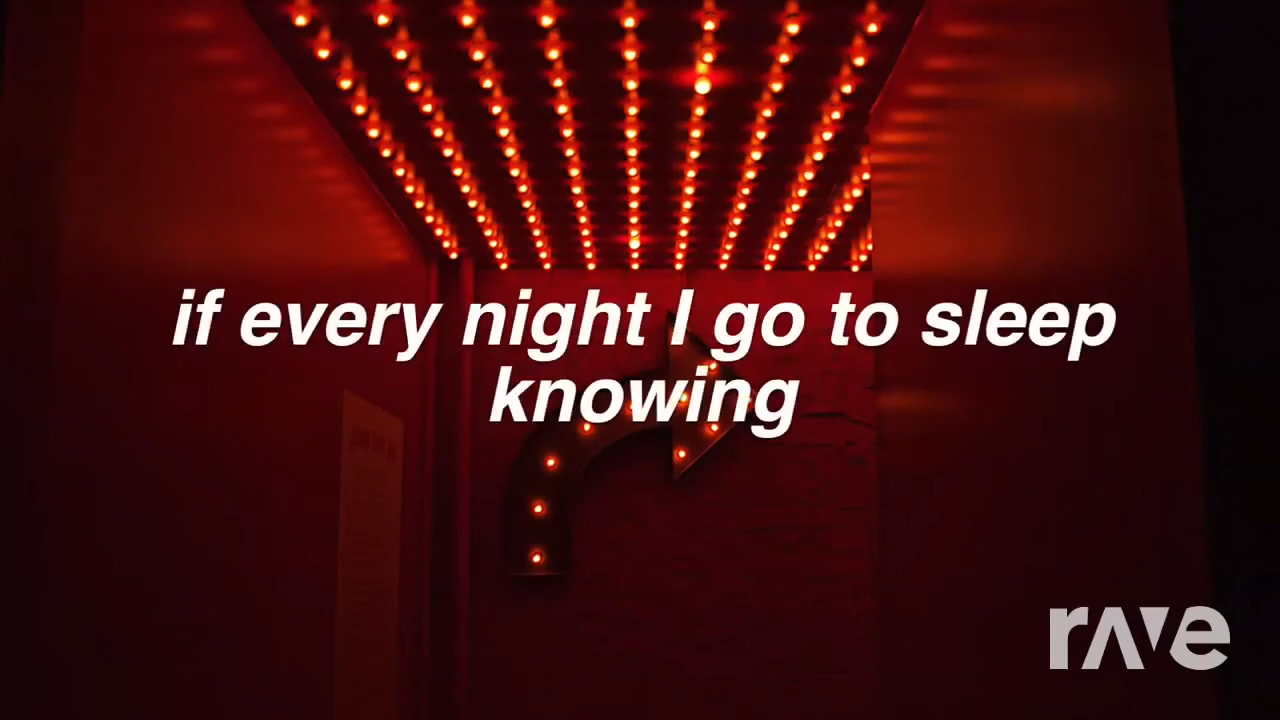 if every night I go to sleep
knowing
rave